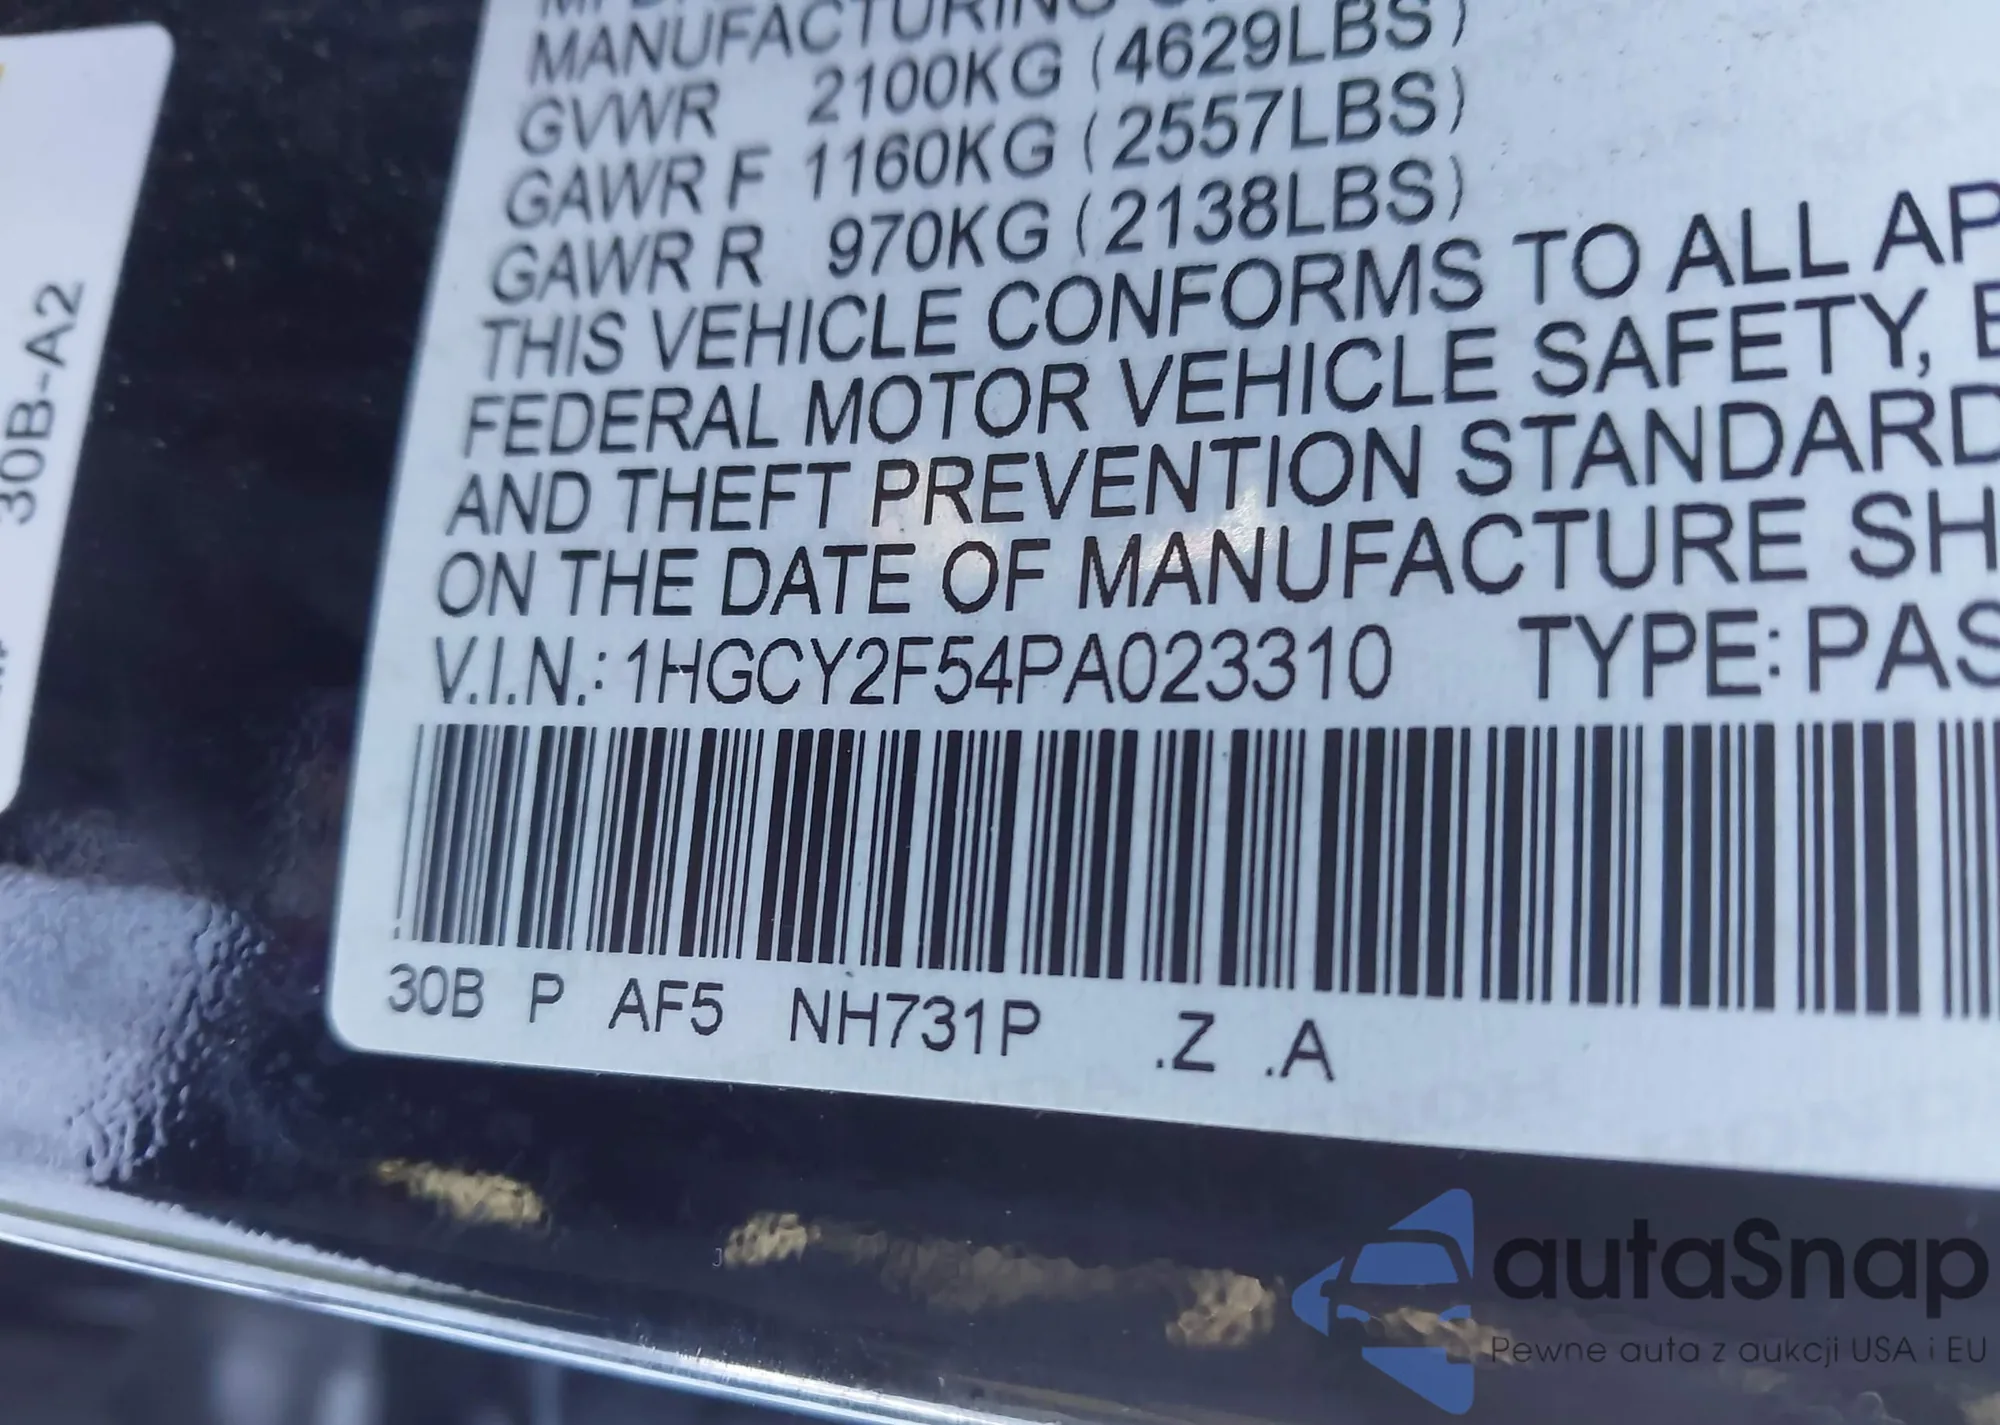 30B-A2
MANUFACTURING
GVWR 2100KG (4629LBS)
GAWR F 1160KG (2557LBS)
GAWR R 970KG (2138LBS)
THIS VEHICLE CONFORMS TO ALL AP
FEDERAL MOTOR VEHICLE SAFETY,
AND THEFT PREVENTION STANDARD
ON THE DATE OF MANUFACTURE SH
V.I.N.: 1HGCY2F54PA023310 TYPE: PAS
30B P AF5 NH731P .Z .A
autaSnap
Pewne auta z aukcji USA i EU